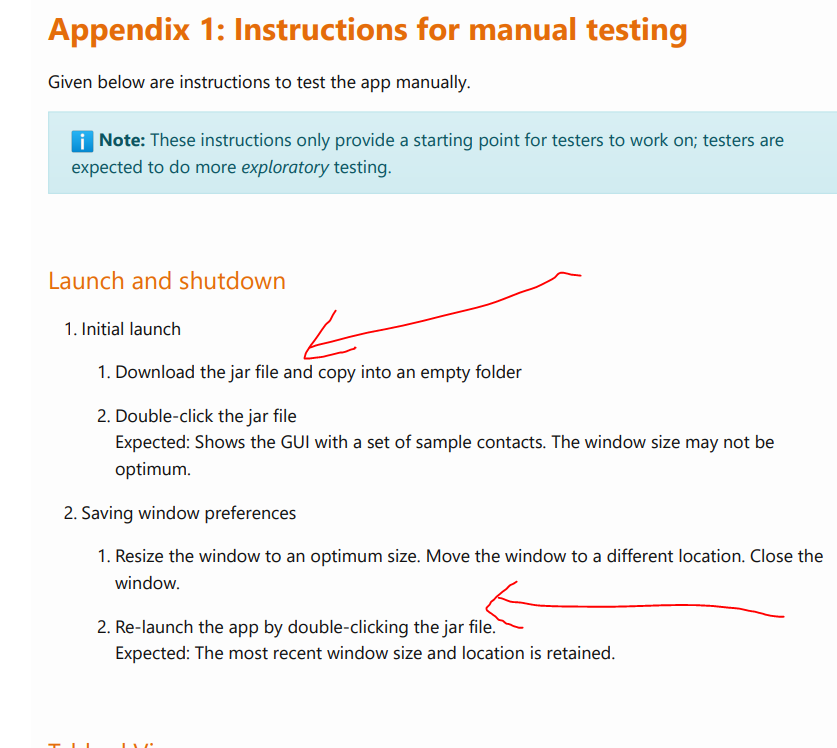 Appendix 1: Instructions for manual testing
Given below are instructions to test the app manually.
Note: These instructions only provide a starting point for testers to work on; testers are
expected to do more exploratory testing.
Launch and shutdown
1. Initial launch
1. Download the jar file and copy into an empty folder
2. Double-click the jar file
Expected: Shows the GUI with a set of sample contacts. The window size may not be
optimum.
2. Saving window preferences
1. Resize the window to an optimum size. Move the window to a different location. Close the
window.
2. Re-launch the app by double-clicking the jar file.
Expected: The most recent window size and location is retained.